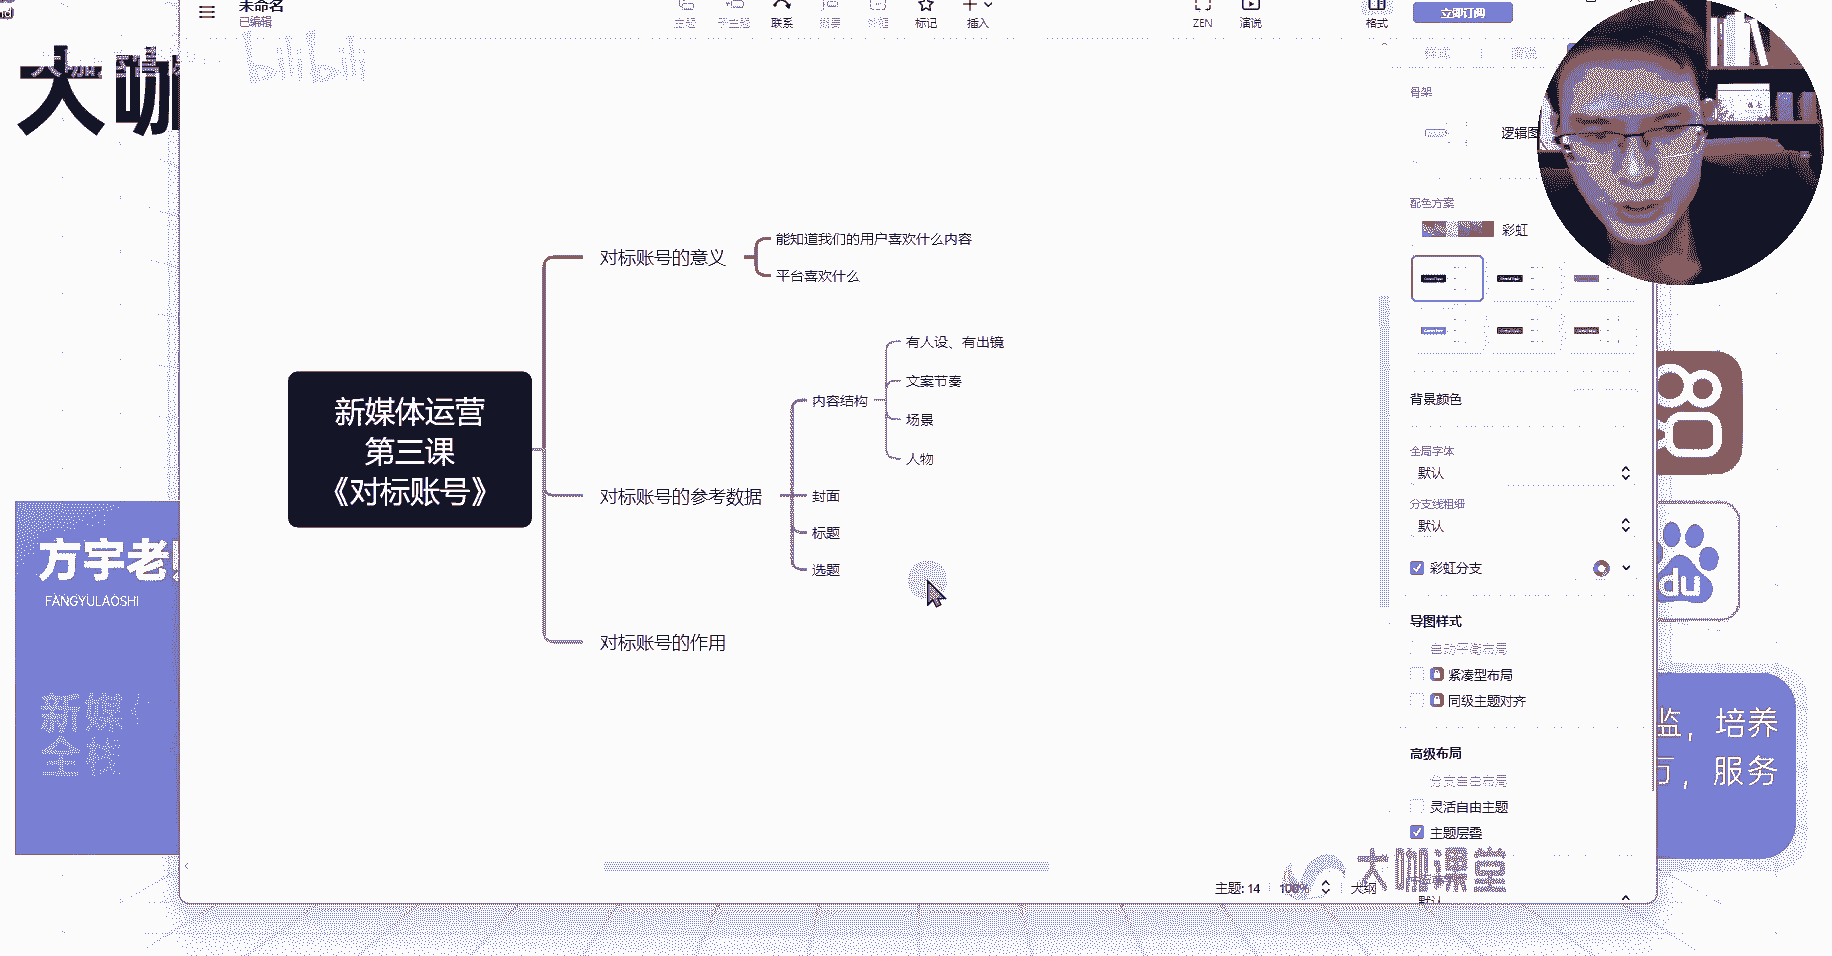 未命名
已编辑
主题
子主题
联系
概要
外框
标记
插入
ZEN
演说
格式
立即订阅
bilibili
大咖
骨架
逻辑图
配色方案
彩虹
背景颜色
全局字体
默认
分支线粗细
默认
彩虹分支
导图样式
自动平衡布局
紧凑型布局
同级主题对齐
高级布局
分支自由布局
灵活自由主题
主题层叠
默认
新媒体运营
第三课
《对标账号》
对标账号的意义
能知道我们的用户喜欢什么内容
平台喜欢什么
对标账号的参考数据
内容结构
有人设、有出镜
文案节奏
场景
人物
封面
标题
选题
对标账号的作用
方宇老
FANGYULAOSHI
新媒
全栈
du
监，培养
万，服务
主题: 14
100%
大纲
大咖课堂